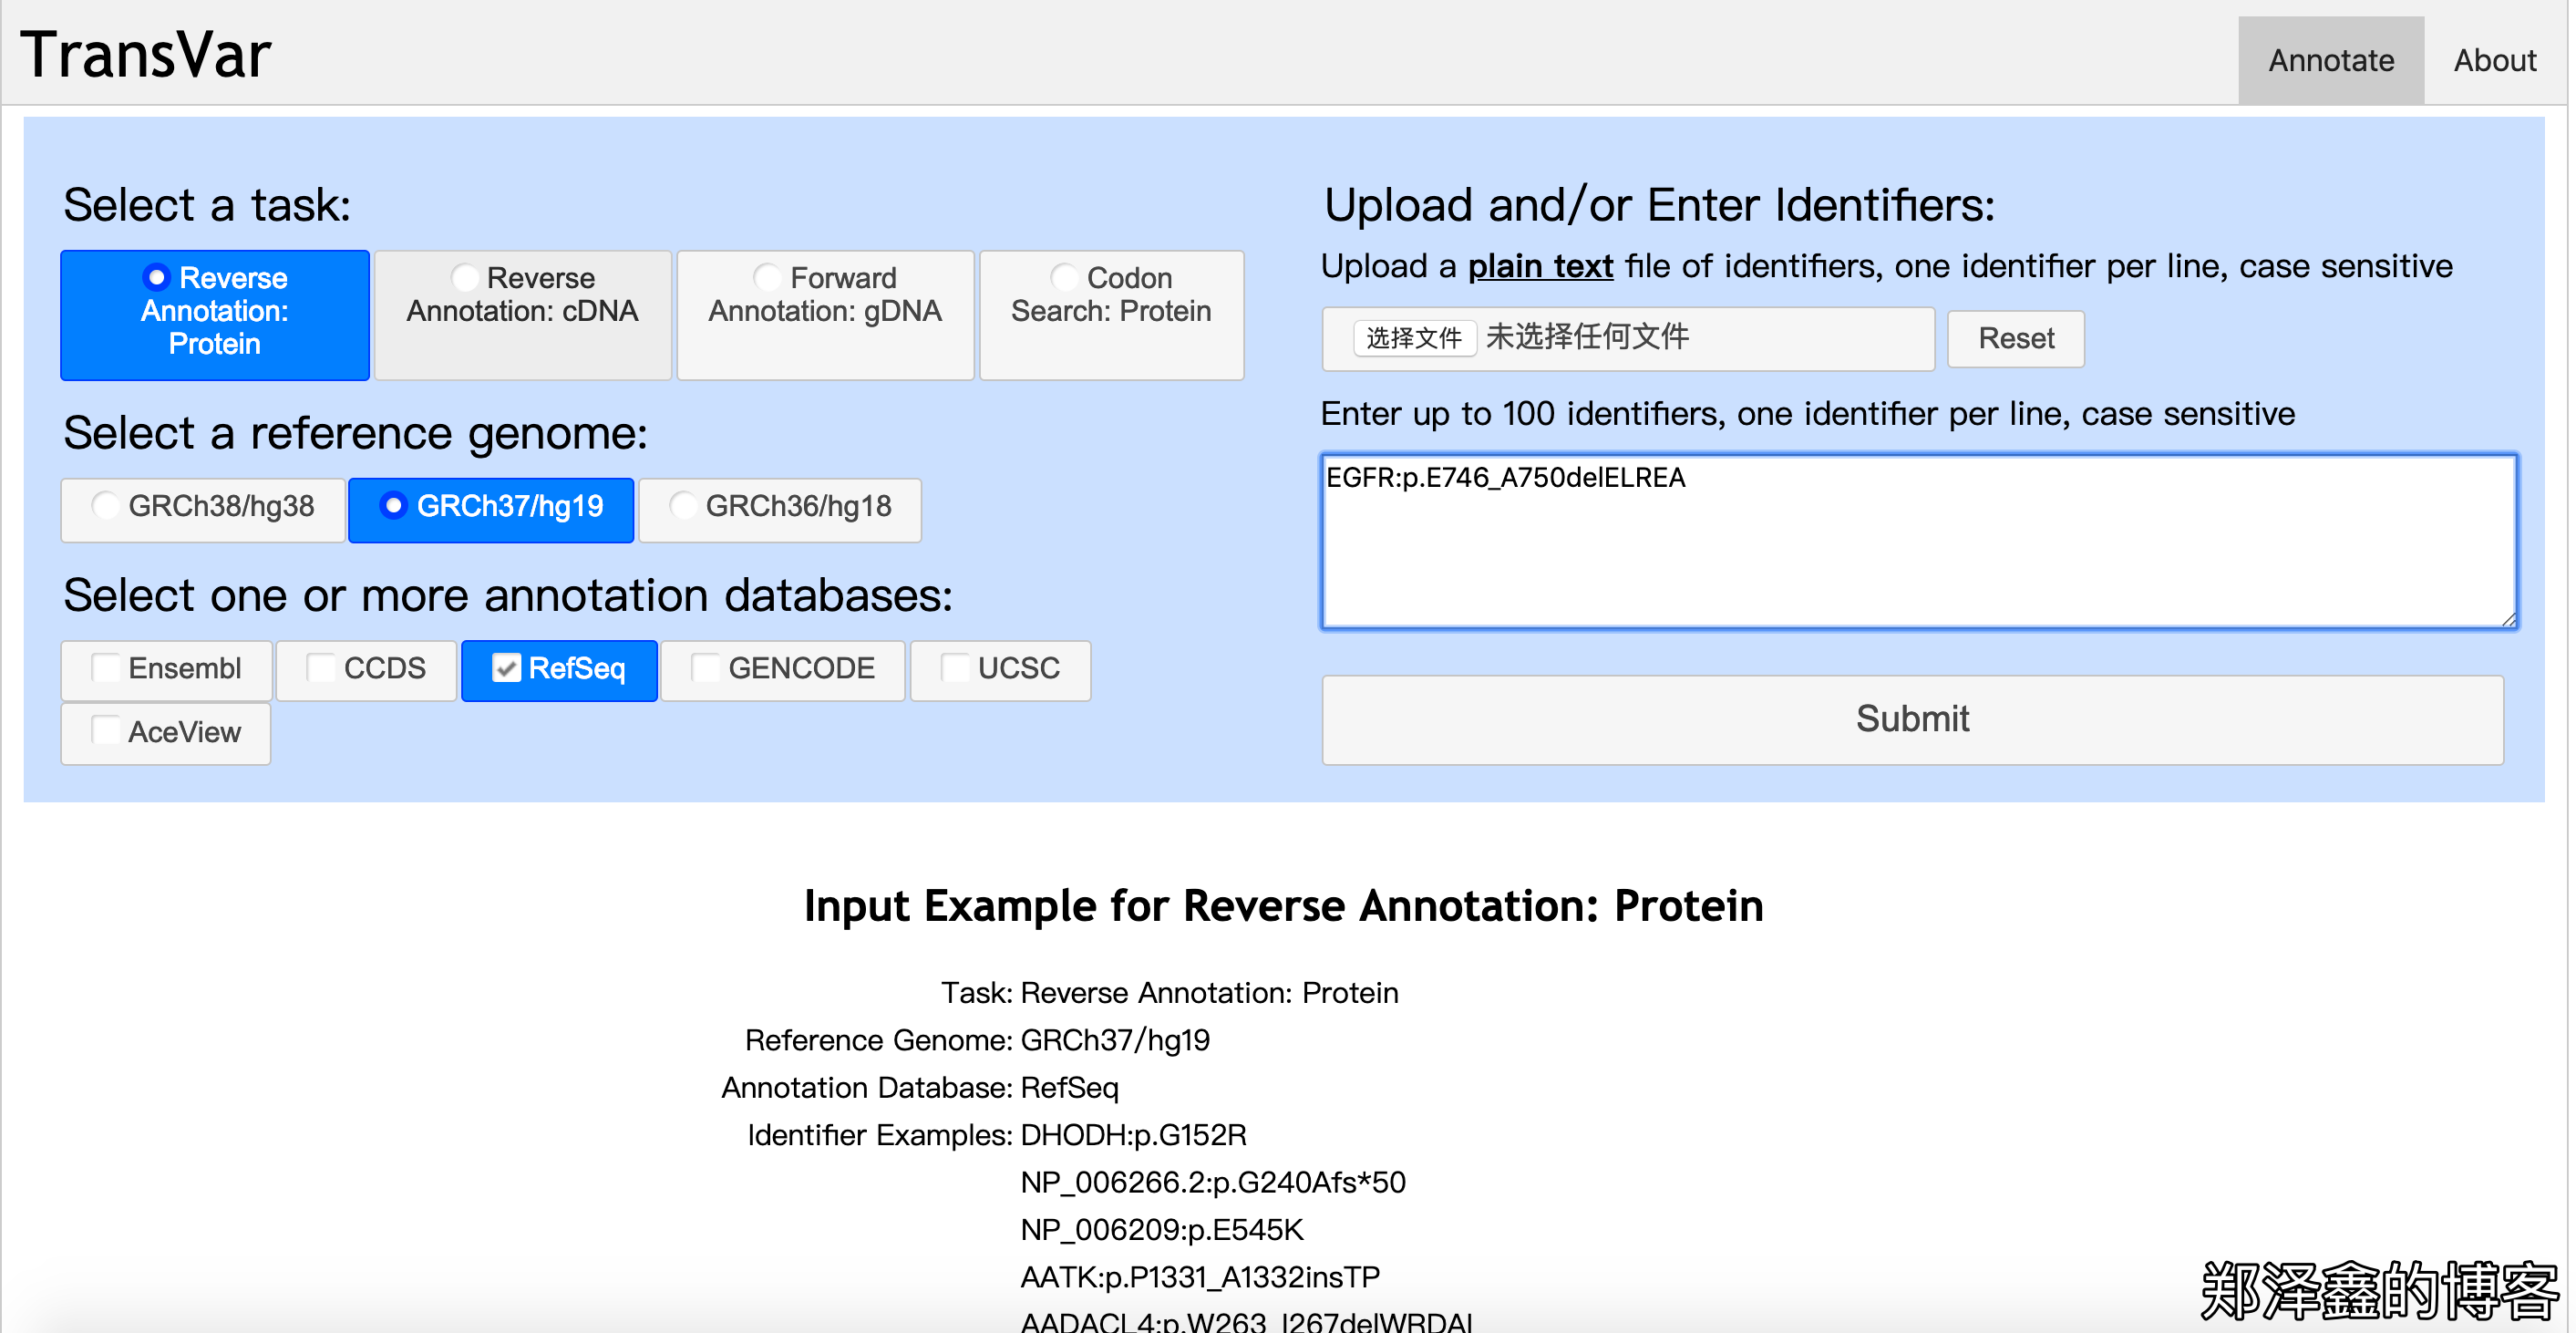 TransVar
Annotate
About
Select a task:
Reverse
Annotation:
Protein
Reverse
Annotation: cDNA
Forward
Annotation: gDNA
Codon
Search: Protein
Select a reference genome:
GRCh38/hg38
GRCh37/hg19
GRCh36/hg18
Select one or more annotation databases:
Ensembl
CCDS
RefSeq
GENCODE
UCSC
AceView
Upload and/or Enter Identifiers:
Upload a plain text file of identifiers, one identifier per line, case sensitive
选择文件 未选择任何文件
Reset
Enter up to 100 identifiers, one identifier per line, case sensitive
EGFR:p.E746_A750delELREA
Submit
Input Example for Reverse Annotation: Protein
Task: Reverse Annotation: Protein
Reference Genome: GRCh37/hg19
Annotation Database: RefSeq
Identifier Examples: DHODH:p.G152R
NP_006266.2:p.G240Afs*50
NP_006209:p.E545K
AATK:p.P1331_A1332insTP
AADACL4:p.W263_I267delWRDAI
郑泽鑫的博客